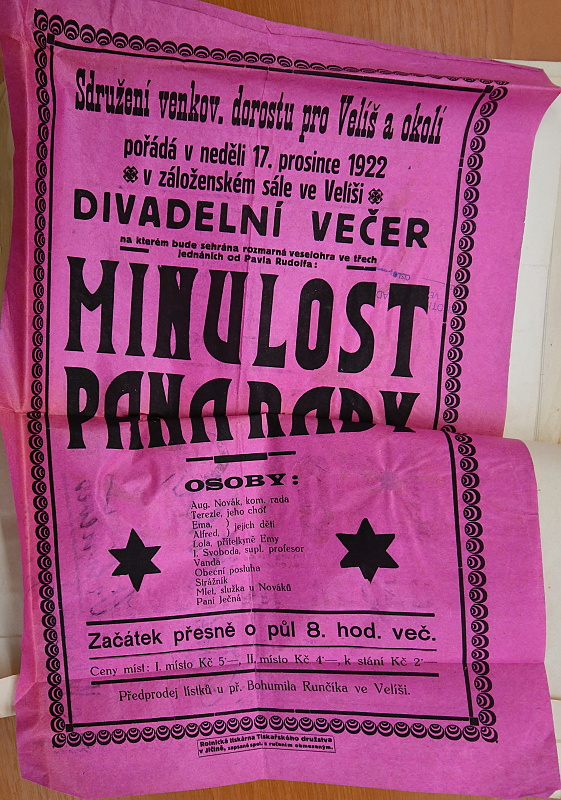 Sdružení venkov. dorostu pro Veliš a okolí
pořádá v neděli 17. prosince 1922
v záloženském sále ve Veliši
DIVADELNÍ VEČER
na kterém bude sehrána rozmarná veselohra ve třech
jednáních od Pavla Rudolfa:
MINULOST
PANA RADY
OSOBY:
Aug. Novák, kom. rada
Terezie, jeho choť
Ema, } jejich děti
Alfred, }
Lola, přítelkyně Emy
J. Svoboda, supl. profesor
Vanda
Obecní posluha
Strážník
Mlet, služka u Nováků
Paní Ječná
Začátek přesně o půl 8. hod. več.
Ceny míst: I. místo Kč 5·—, II. místo Kč 4·—, k stání Kč 2·—
Předprodej lístků u př. Bohumila Runčíka ve Veliši.
Rolnická tiskárna Tiskařského družstva
v Jičíně, zapsané spol. s ručením obmezeným.